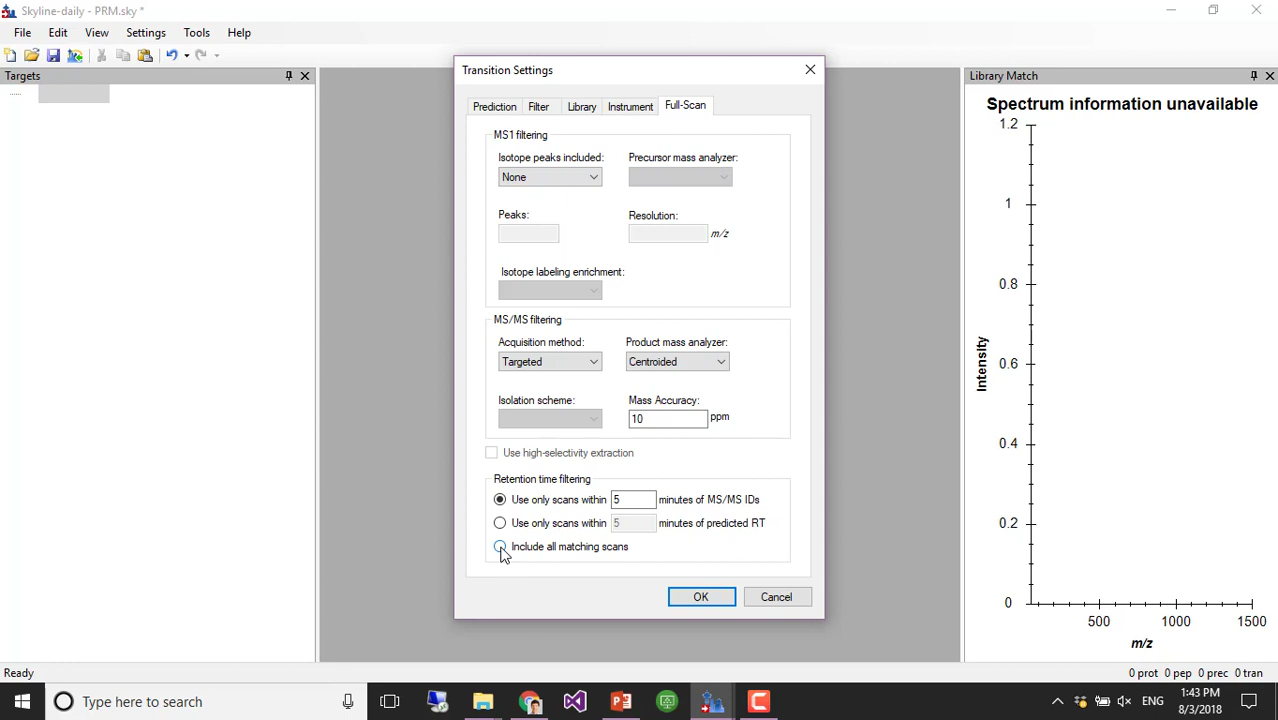 Skyline-daily - PRM.sky *
File Edit View Settings Tools Help
Targets
Transition Settings
Prediction Filter Library Instrument Full-Scan
MS1 filtering
Isotope peaks included: Precursor mass analyzer:
None
Peaks: Resolution:
m/z
Isotope labeling enrichment:
MS/MS filtering
Acquisition method: Product mass analyzer:
Targeted Centroided
Isolation scheme: Mass Accuracy:
10 ppm
Use high-selectivity extraction
Retention time filtering
Use only scans within 5 minutes of MS/MS IDs
Use only scans within 5 minutes of predicted RT
Include all matching scans
OK Cancel
Library Match
Spectrum information unavailable
1.2
1
0.8
0.6
0.4
0.2
0
Intensity
500 1000 1500
m/z
Ready 0 prot 0 pep 0 prec 0 tran
Type here to search
ENG
1:43 PM
8/3/2018